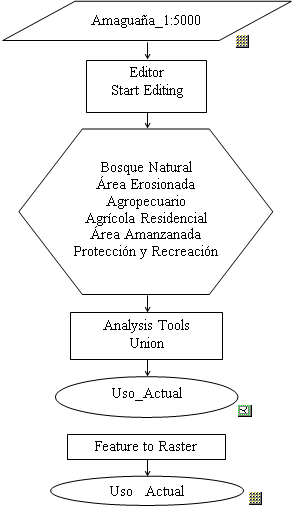 Amaguaña_1:5000
Editor
Start Editing
Bosque Natural
Área Erosionada
Agropecuario
Agrícola Residencial
Área Amanzanada
Protección y Recreación
Analysis Tools
Union
Uso_Actual
Feature to Raster
Uso Actual